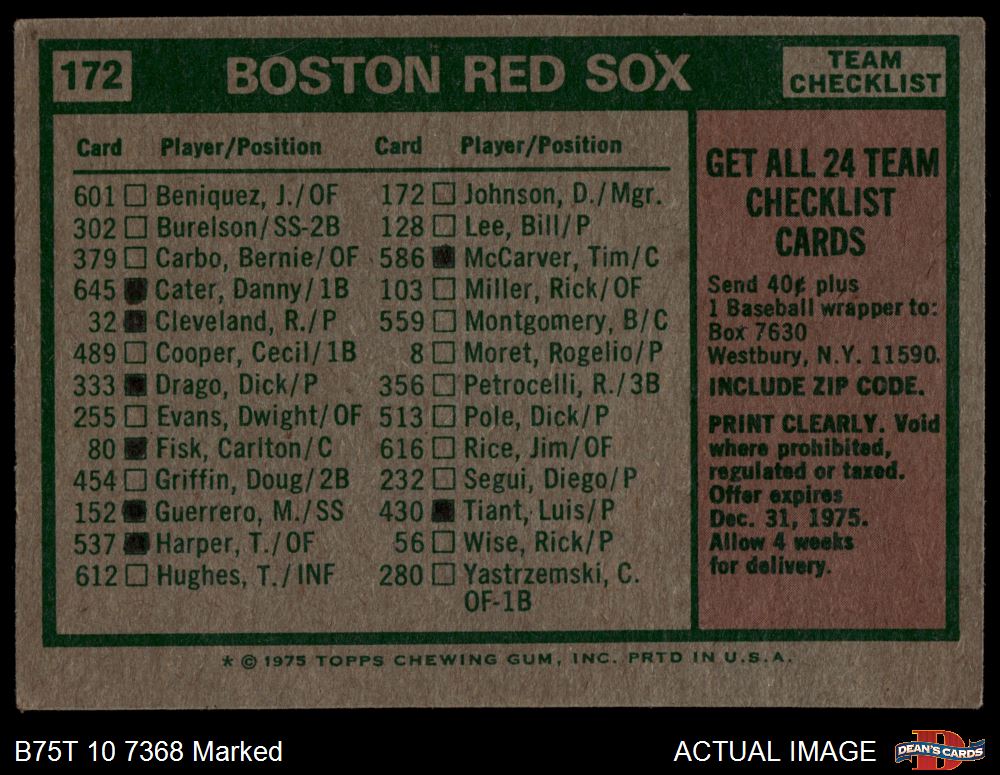 172 BOSTON RED SOX TEAM CHECKLIST
Card Player/Position
601 Beniquez, J./OF
302 Burelson/SS-2B
379 Carbo, Bernie/OF
645 Cater, Danny/1B
32 Cleveland, R./P
489 Cooper, Cecil/1B
333 Drago, Dick/P
255 Evans, Dwight/OF
80 Fisk, Carlton/C
454 Griffin, Doug/2B
152 Guerrero, M./SS
537 Harper, T./OF
612 Hughes, T./INF
Card Player/Position
172 Johnson, D./Mgr.
128 Lee, Bill/P
586 McCarver, Tim/C
103 Miller, Rick/OF
559 Montgomery, B/C
8 Moret, Rogelio/P
356 Petrocelli, R./3B
513 Pole, Dick/P
616 Rice, Jim/OF
232 Segui, Diego/P
430 Tiant, Luis/P
56 Wise, Rick/P
280 Yastrzemski, C.
OF-1B
GET ALL 24 TEAM
CHECKLIST
CARDS
Send 40¢ plus
1 Baseball wrapper to:
Box 7630
Westbury, N.Y. 11590.
INCLUDE ZIP CODE.
PRINT CLEARLY. Void
where prohibited,
regulated or taxed.
Offer expires
Dec. 31, 1975.
Allow 4 weeks
for delivery.
* © 1975 TOPPS CHEWING GUM, INC. PRTD IN U.S.A.
B75T 10 7368 Marked
ACTUAL IMAGE
D
DEAN'S CARDS